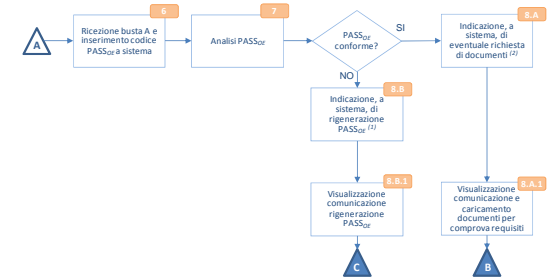 6
Ricezione busta A e
inserimento codice
PASSOE a sistema
7
Analisi PASSOE
PASSOE
conforme?
SI
NO
8.A
Indicazione, a
sistema, di
eventuale richiesta
di documenti (2)
A
8.B
Indicazione, a
sistema, di
rigenerazione
PASSOE (1)
8.B.1
Visualizzazione
comunicazione
rigenerazione
PASSOE
8.A.1
Visualizzazione
comunicazione e
caricamento
documenti per
comprova requisiti
C
B